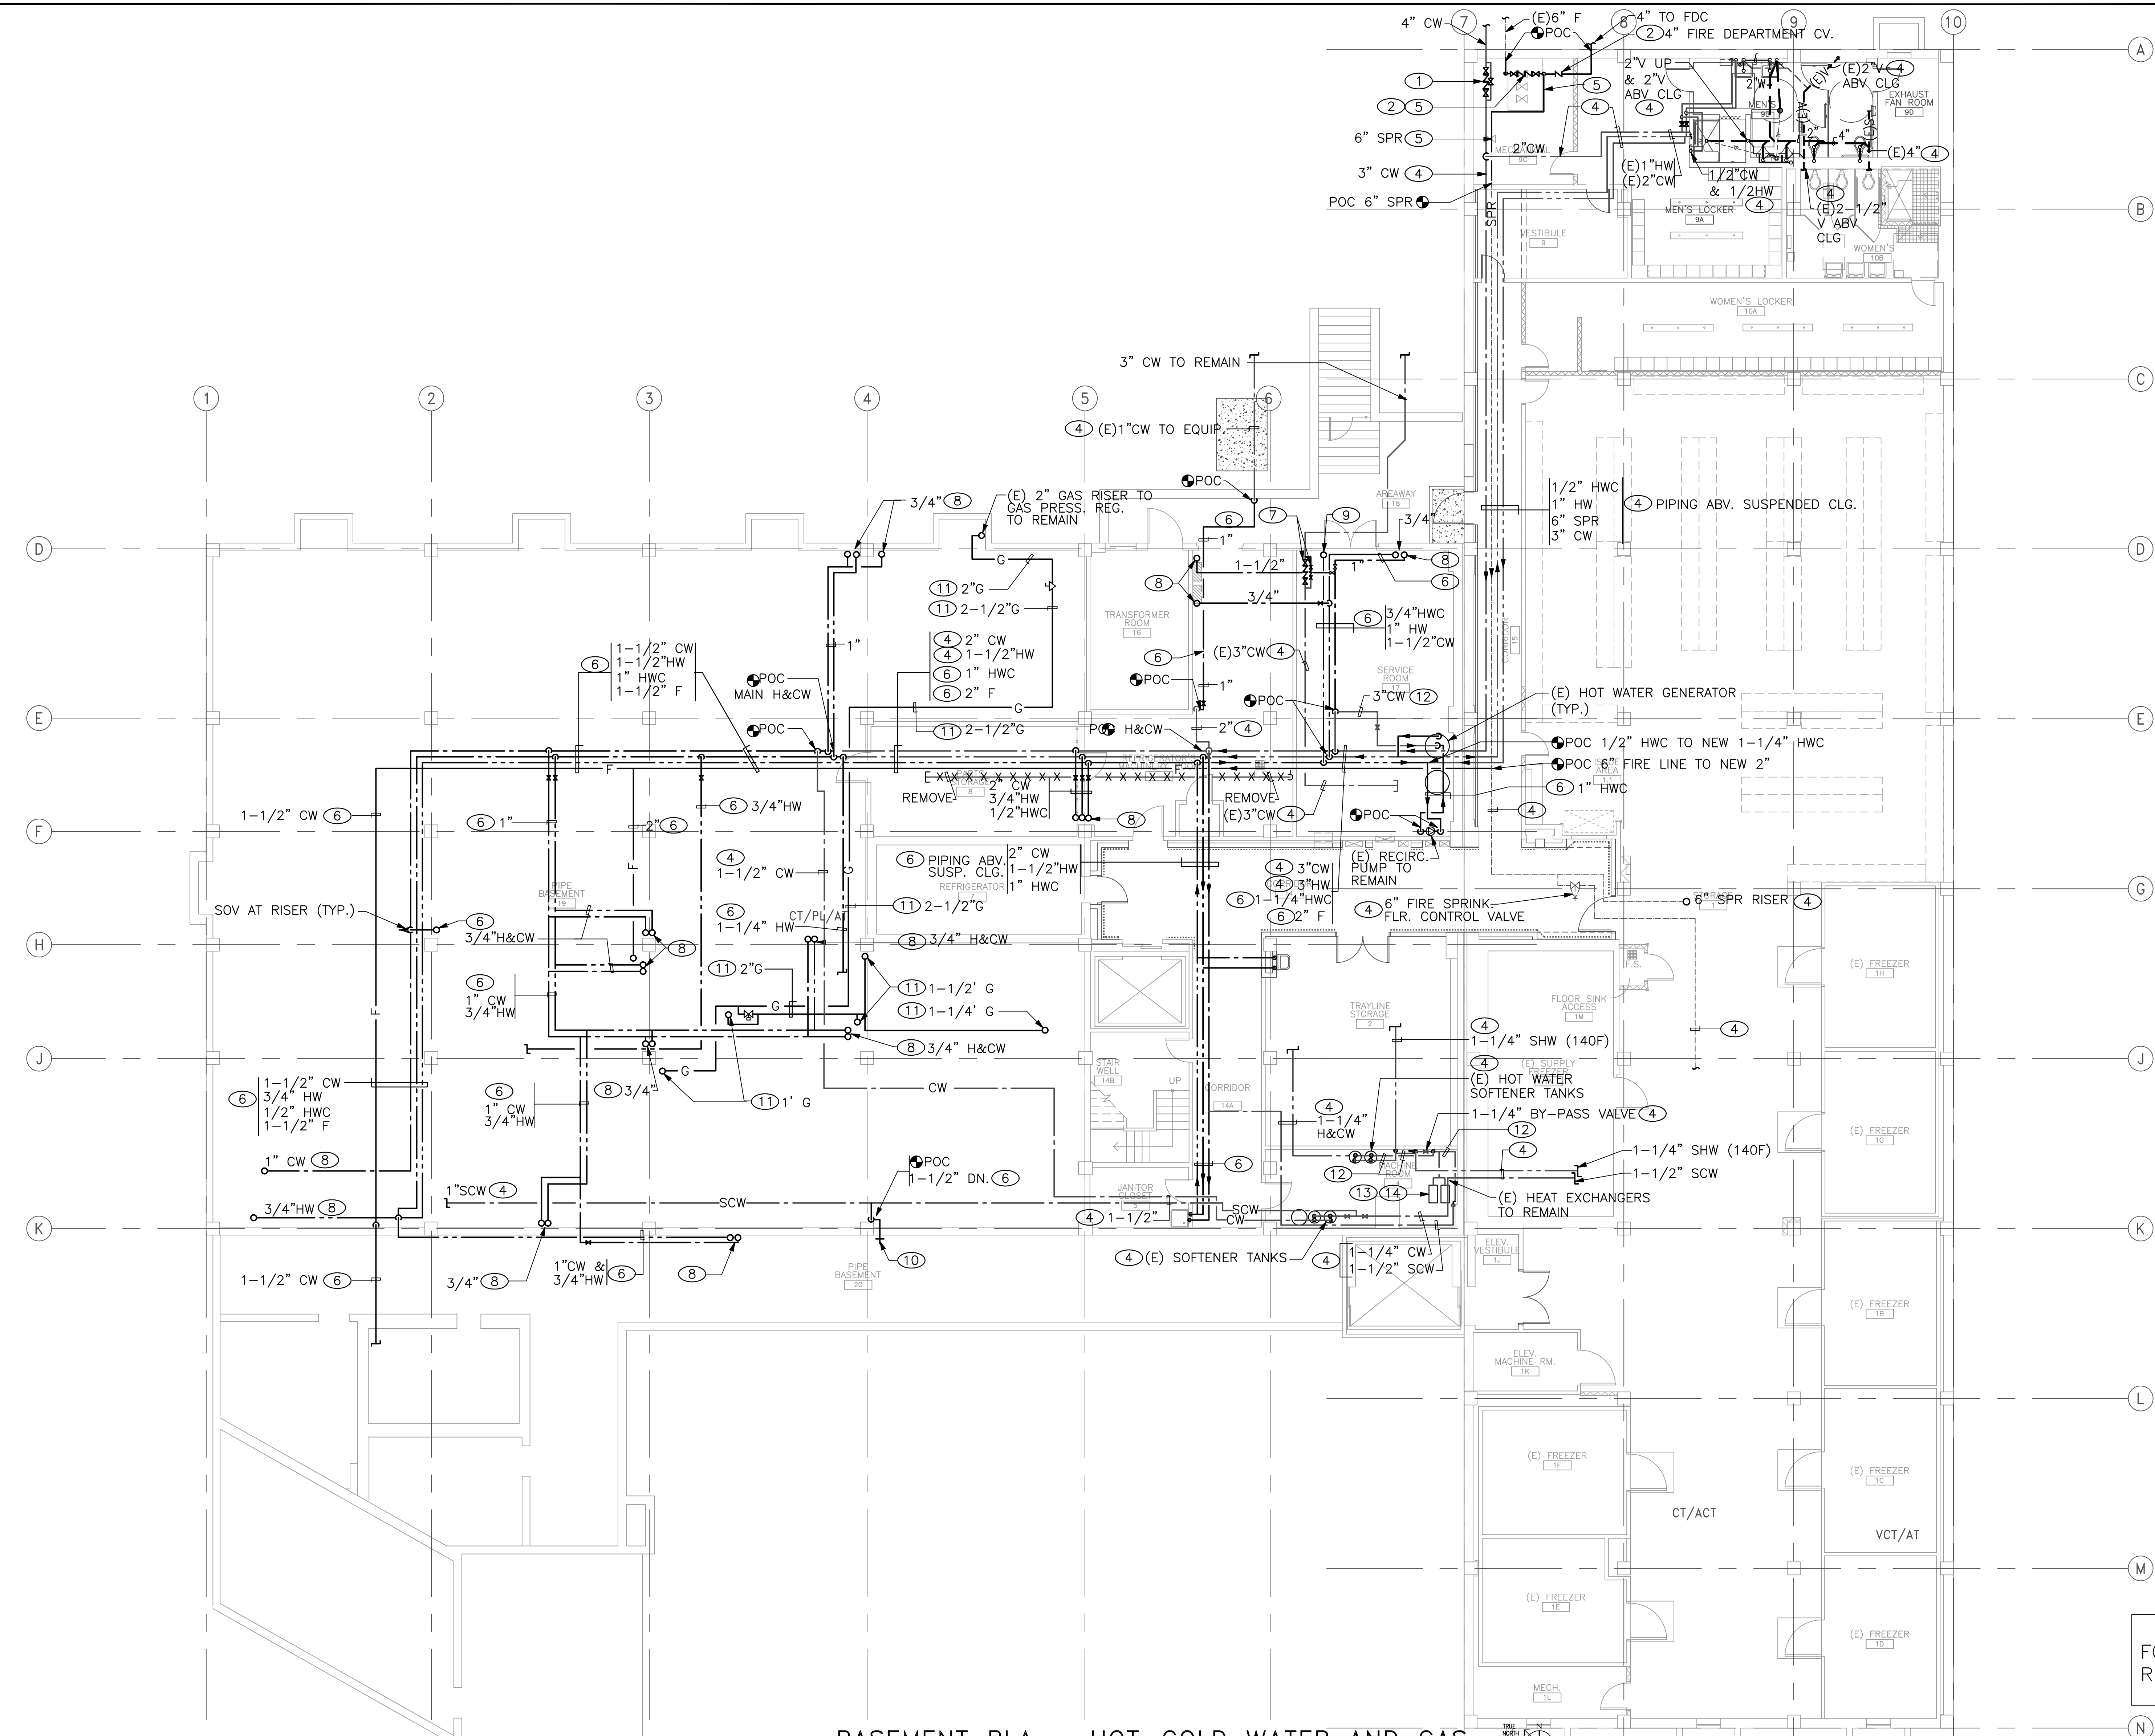 7
8
9
10
4" CW
(E)6" F
POC
4" TO FDC
2 4" FIRE DEPARTMENT CV.
A
1
2 5
5
4
2"V UP
& 2"V
ABV CLG
4
2"W
MEN'S
(E)V
(E)2"V 4
ABV CLG
EXHAUST
FAN ROOM
9D
6" SPR 5
MECHANICAL
9C
2"CW
3" CW 4
(E)1"HW
(E)2"CW
1/2"CW
& 1/2HW
4
2"
4"
(E)4" 4
4
(E)2-1/2"
V ABV
CLG
POC 6" SPR
SPR
B
MEN'S LOCKER
9A
VESTIBULE
9
WOMEN'S
10B
WOMEN'S LOCKER
10A
3" CW TO REMAIN
C
1
2
3
4
5
6
4 (E)1"CW TO EQUIP
POC
AREAWAY
18
3/4" 8
(E) 2" GAS RISER TO
GAS PRESS. REG.
TO REMAIN
1/2" HWC
1" HW
6" SPR
3" CW
4 PIPING ABV. SUSPENDED CLG.
6
7
9
3/4"
D
D
G
1"
1-1/2"
1"
8
6
11 2"G
11 2-1/2"G
8
3/4"
TRANSFORMER
ROOM
16
6
3/4"HWC
1" HW
1-1/2"CW
CORRIDOR
15
6
1-1/2" CW
1-1/2"HW
1" HWC
1-1/2" F
1"
4 2" CW
4 1-1/2"HW
6 1" HWC
6 2" F
6
(E)3"CW 4
SERVICE
ROOM
17
POC
MAIN H&CW
POC
1"
POC
3"CW 12
(E) HOT WATER GENERATOR
(TYP.)
E
G
E
POC
11 2-1/2"G
POC H&CW
2" 4
POC 1/2" HWC TO NEW 1-1/4" HWC
POC 6" FIRE LINE TO NEW 2"
F
F
REFRIGERATOR
8
REMOVE
2" CW
3/4"HW
1/2"HWC
REMOVE
(E)3"CW 4
6 1" HWC
4
1-1/2" CW 6
6 1"
2" 6
6 3/4"HW
POC
F
F
8
F
4
1-1/2" CW
G
6 PIPING ABV.
SUSP. CLG.
2" CW
1-1/2"HW
1" HWC
(E) RECIRC.
PUMP TO
REMAIN
4 3"CW
4 3"HW
6 1-1/4"HWC
6 2" F
REFRIGERATOR
7
G
PIPE
BASEMENT
19
11 2-1/2"G
4 6" FIRE SPRINK.
FLR. CONTROL VALVE
6" SPR RISER 4
SOV AT RISER (TYP.)
6
6
1-1/4" HW
CT/PL/AT
3/4"H&CW
8
8 3/4" H&CW
H
H
F.S.
(E) FREEZER
1H
11 2"G
6
1" CW
3/4"HW
11 1-1/2' G
11 1-1/4' G
FLOOR SINK
ACCESS
1M
TRAYLINE
STORAGE
2
F
G
4
4
1-1/4" SHW (140F)
8 3/4" H&CW
J
J
STAIR
WELL
14B
(E) SUPPLY
FREEZER
4
(E) HOT WATER
SOFTENER TANKS
G
UP
CORRIDOR
14A
6
1-1/2" CW
3/4" HW
1/2" HWC
1-1/2" F
6
1" CW
3/4"HW
8 3/4"
11 1' G
CW
4
1-1/4"
H&CW
1-1/4" BY-PASS VALVE 4
12
(E) FREEZER
1G
1" CW 8
POC
1-1/2" DN. 6
6
12
4
1-1/4" SHW (140F)
1-1/2" SCW
MACHINE
ROOM
4
1"SCW 4
SCW
JANITOR
CLOSET
5
13 14
(E) HEAT EXCHANGERS
TO REMAIN
3/4"HW 8
4 1-1/2"
SCW
CW
K
K
1"CW &
3/4"HW 6
10
4 (E) SOFTENER TANKS
4
1-1/4" CW
1-1/2" SCW
ELEV.
VESTIBULE
1J
1-1/2" CW 6
3/4" 8
8
PIPE
BASEMENT
20
(E) FREEZER
1B
ELEV.
MACHINE RM.
1K
L
(E) FREEZER
1F
(E) FREEZER
1C
CT/ACT
VCT/AT
M
(E) FREEZER
1E
(E) FREEZER
1D
MECH.
1L
TRUE
NORTH
N
N